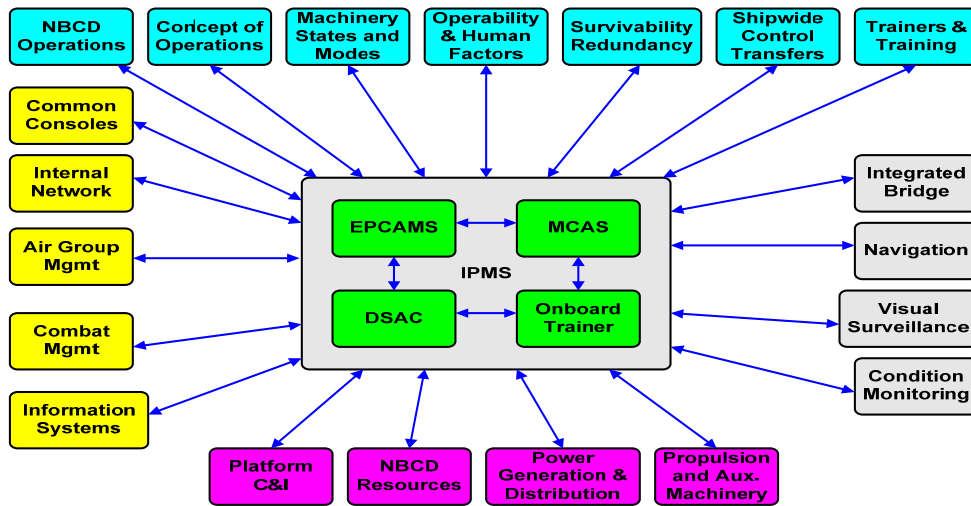 NBCD
Operations
Concept of
Operations
Machinery
States and
Modes
Operability
& Human
Factors
Survivability
Redundancy
Shipwide
Control
Transfers
Trainers &
Training
Common
Consoles
Internal
Network
Air Group
Mgmt
Combat
Mgmt
Information
Systems
EPCAMS
MCAS
IPMS
DSAC
Onboard
Trainer
Integrated
Bridge
Navigation
Visual
Surveillance
Condition
Monitoring
Platform
C&I
NBCD
Resources
Power
Generation &
Distribution
Propulsion
and Aux.
Machinery